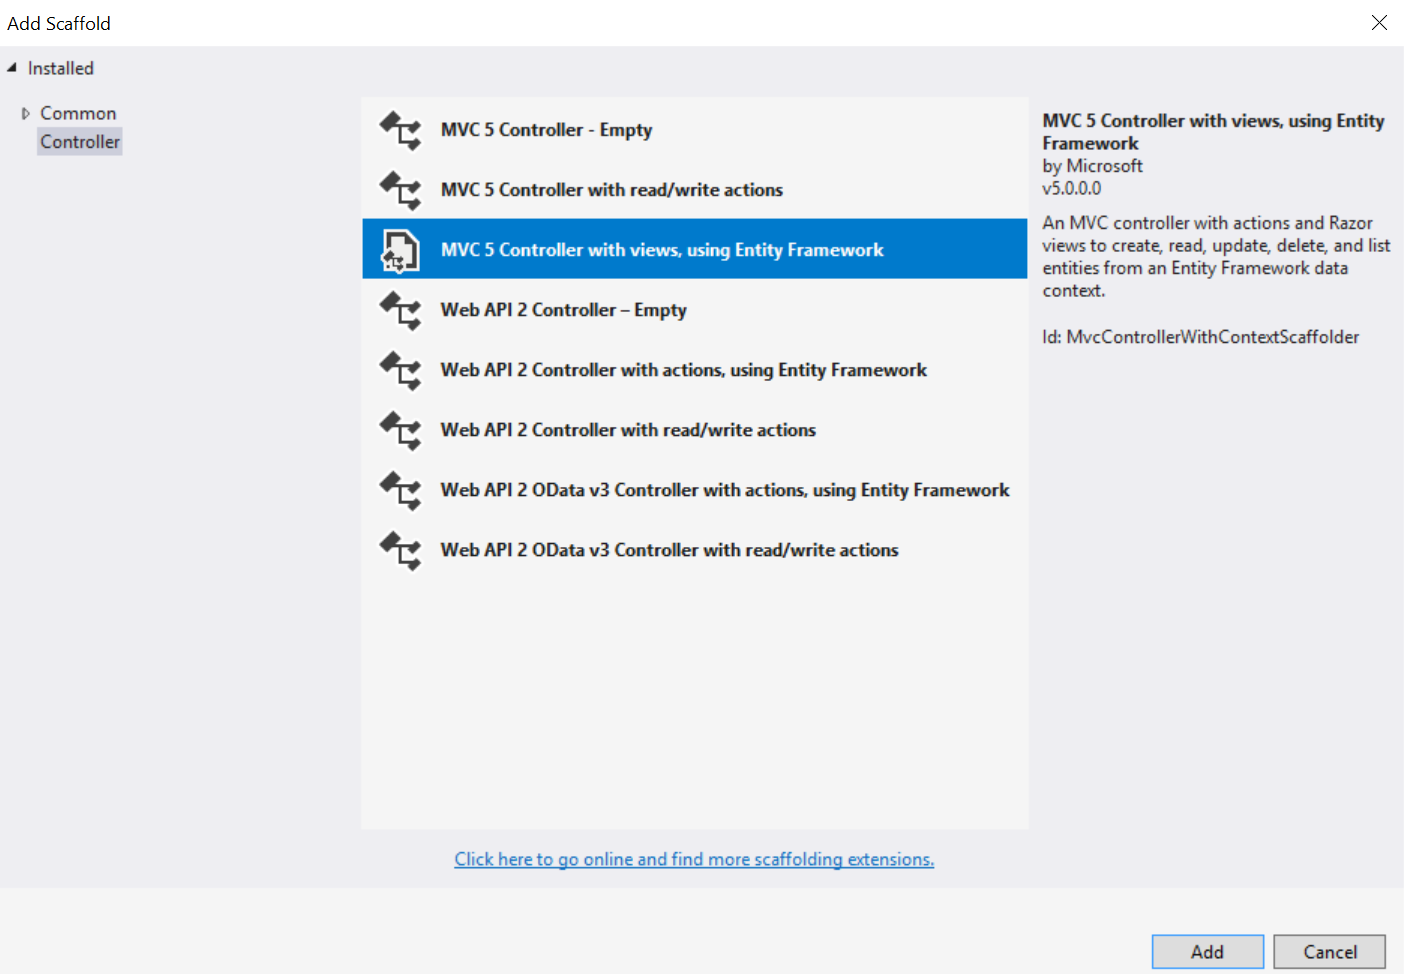 Add Scaffold
Installed
Common
Controller
MVC 5 Controller - Empty
MVC 5 Controller with read/write actions
MVC 5 Controller with views, using Entity Framework
Web API 2 Controller – Empty
Web API 2 Controller with actions, using Entity Framework
Web API 2 Controller with read/write actions
Web API 2 OData v3 Controller with actions, using Entity Framework
Web API 2 OData v3 Controller with read/write actions
MVC 5 Controller with views, using Entity
Framework
by Microsoft
v5.0.0.0
An MVC controller with actions and Razor
views to create, read, update, delete, and list
entities from an Entity Framework data
context.
Id: MvcControllerWithContextScaffolder
Click here to go online and find more scaffolding extensions.
Add
Cancel